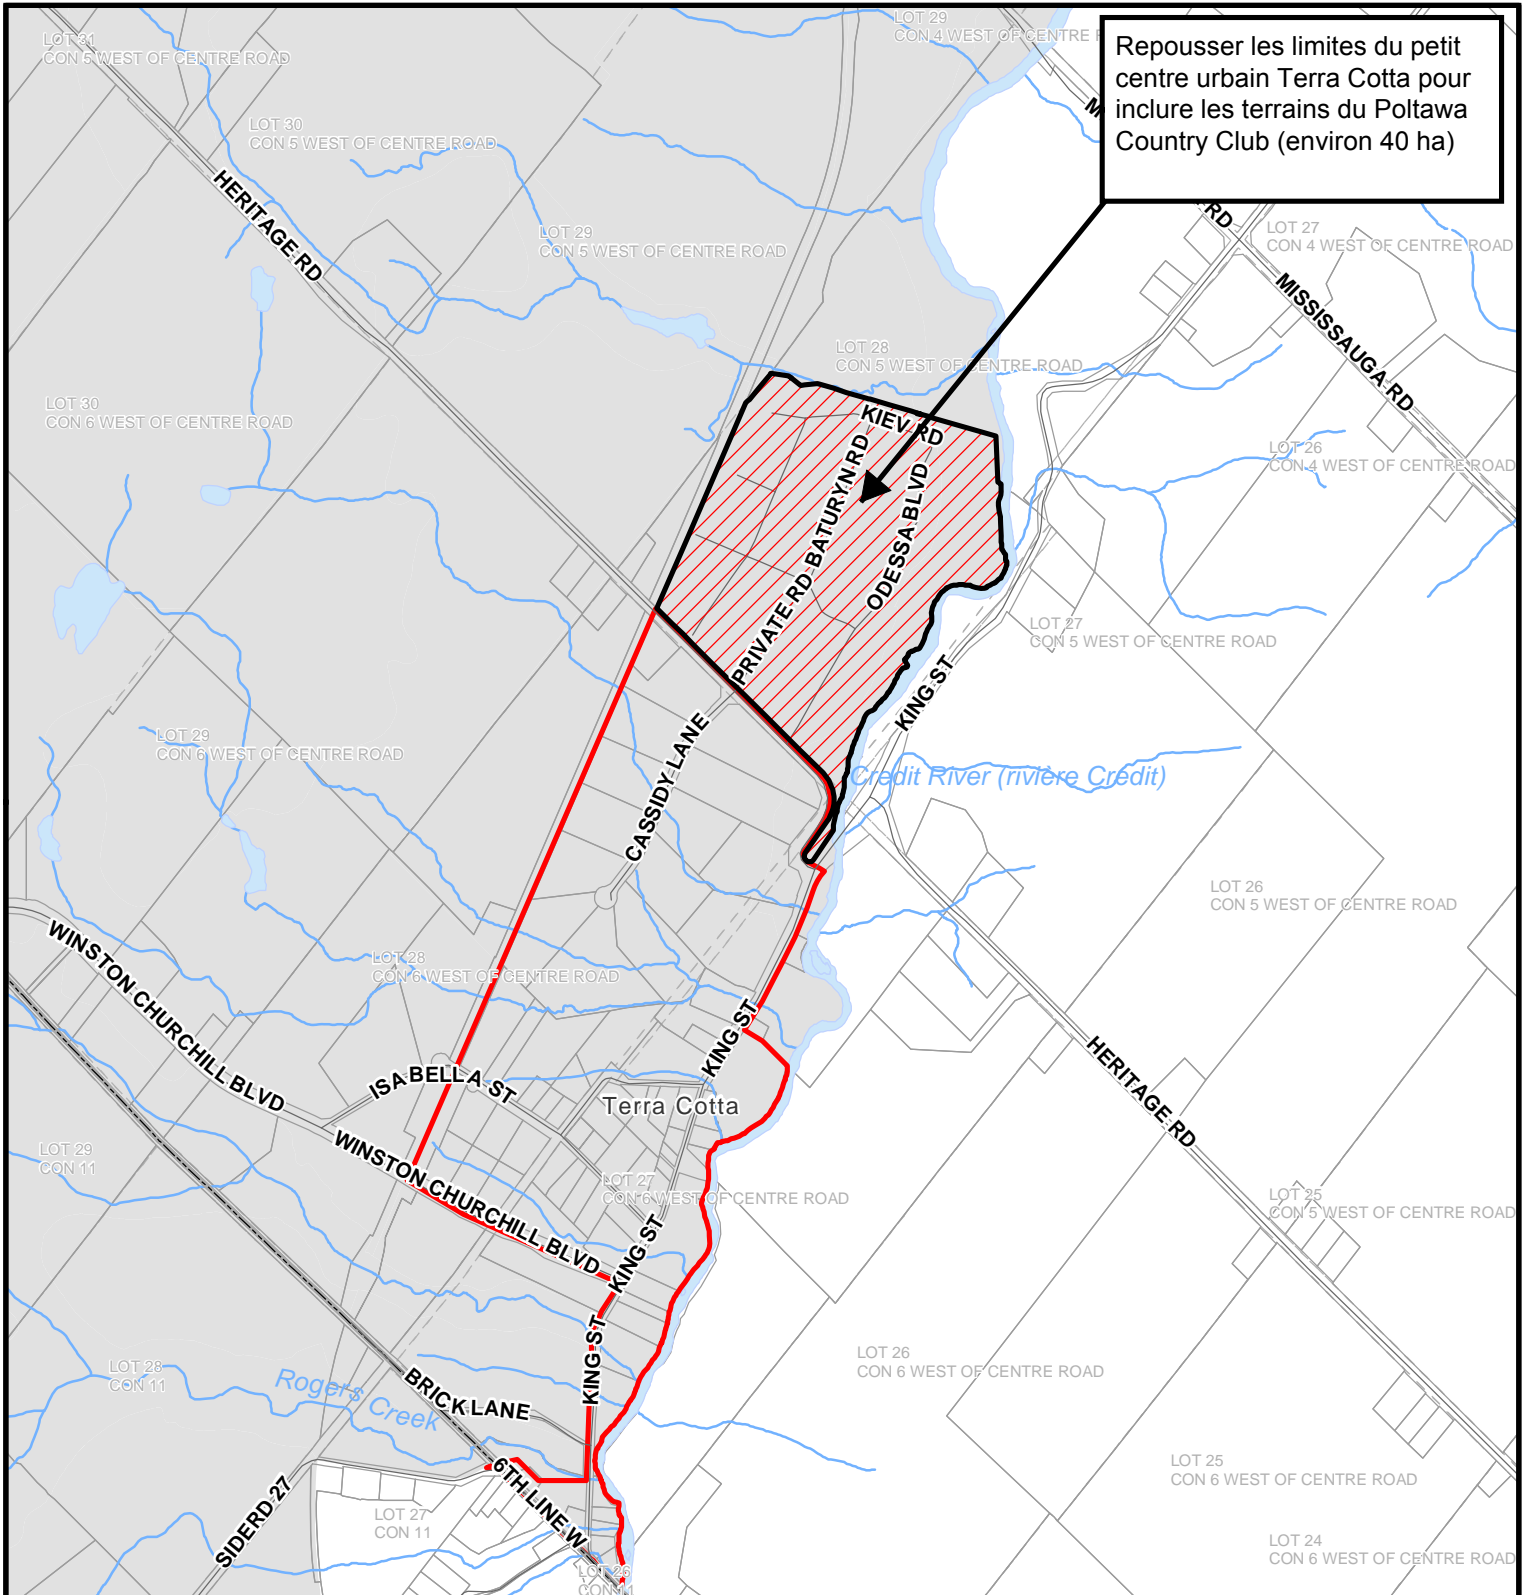 LOT 31
CON 5 WEST OF CENTRE ROAD
LOT 29
CON 4 WEST OF CENTRE
Repousser les limites du petit
centre urbain Terra Cotta pour
inclure les terrains du Poltawa
Country Club (environ 40 ha)
LOT 30
CON 5 WEST OF CENTRE ROAD
HERITAGE RD
RD
LOT 29
CON 5 WEST OF CENTRE ROAD
LOT 27
CON 4 WEST OF CENTRE ROAD
MISSISSAUGA RD
LOT 28
CON 5 WEST OF CENTRE ROAD
LOT 30
CON 6 WEST OF CENTRE ROAD
KIEV RD
LOT 26
CON 4 WEST OF CENTRE ROAD
PRIVATE RD BATURYN RD
ODESSA BLVD
LOT 27
CON 5 WEST OF CENTRE ROAD
KING ST
LOT 29
CON 6 WEST OF CENTRE ROAD
CASSIDY LANE
Credit River (rivière Credit)
LOT 26
CON 5 WEST OF CENTRE ROAD
WINSTON CHURCHILL BLVD
LOT 28
CON 6 WEST OF CENTRE ROAD
KING ST
ISABELLA ST
Terra Cotta
HERITAGE RD
LOT 29
CON 11
WINSTON CHURCHILL BLVD
LOT 27
CON 6 WEST OF CENTRE ROAD
LOT 25
CON 5 WEST OF CENTRE ROAD
KING ST
KING ST
LOT 28
CON 11
Rogers Creek
BRICK LANE
LOT 26
CON 6 WEST OF CENTRE ROAD
LOT 25
CON 6 WEST OF CENTRE ROAD
6TH LINE W
SIDERD 27
LOT 27
CON 11
LOT 24
CON 6 WEST OF CENTRE ROAD
LOT 26
CON 11